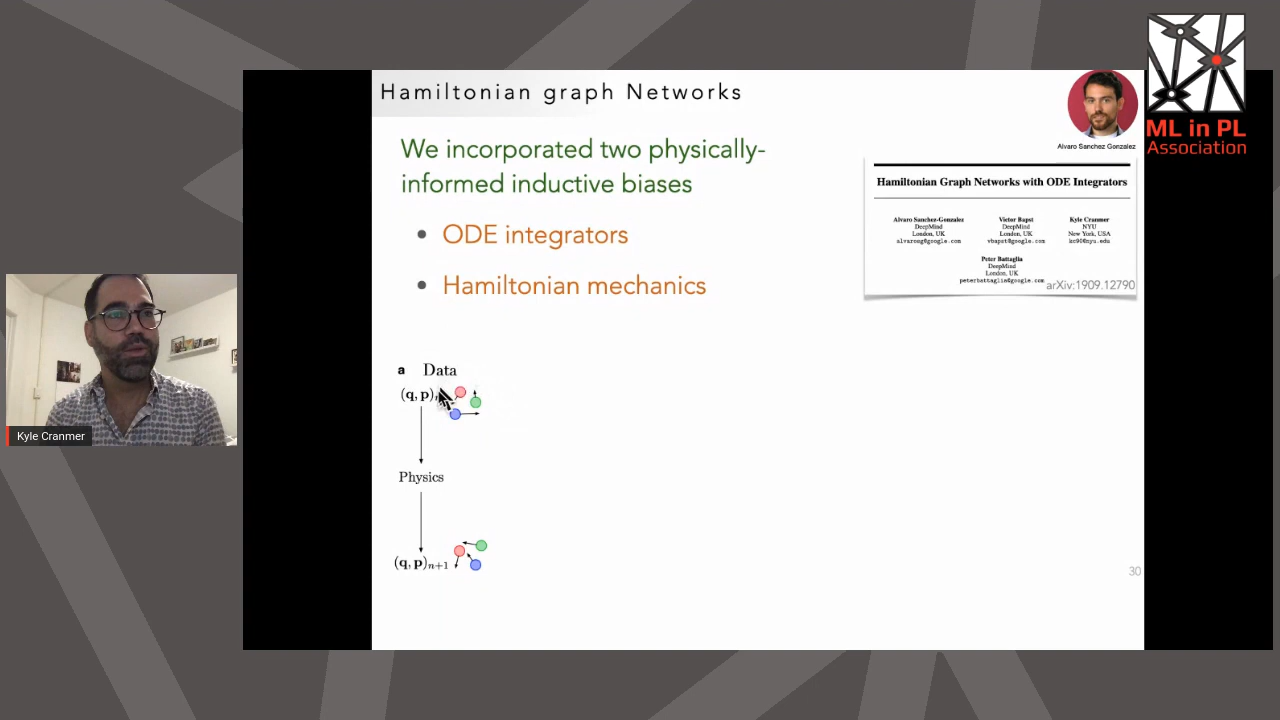 Hamiltonian graph Networks
We incorporated two physically-
informed inductive biases
• ODE integrators
• Hamiltonian mechanics
a Data
(q, p)
Physics
(q, p)n+1
Alvaro Sanchez Gonzalez
Hamiltonian Graph Networks with ODE Integrators
Alvaro Sanchez-Gonzalez Victor Bapst Kyle Cranmer
DeepMind DeepMind NYU
London, UK London, UK New York, USA
alvarosg@google.com vbapst@google.com kc90@nyu.edu
Peter Battaglia
DeepMind
London, UK
peterbattaglia@google.com
arXiv:1909.12790
30
Kyle Cranmer
ML in PL
Association